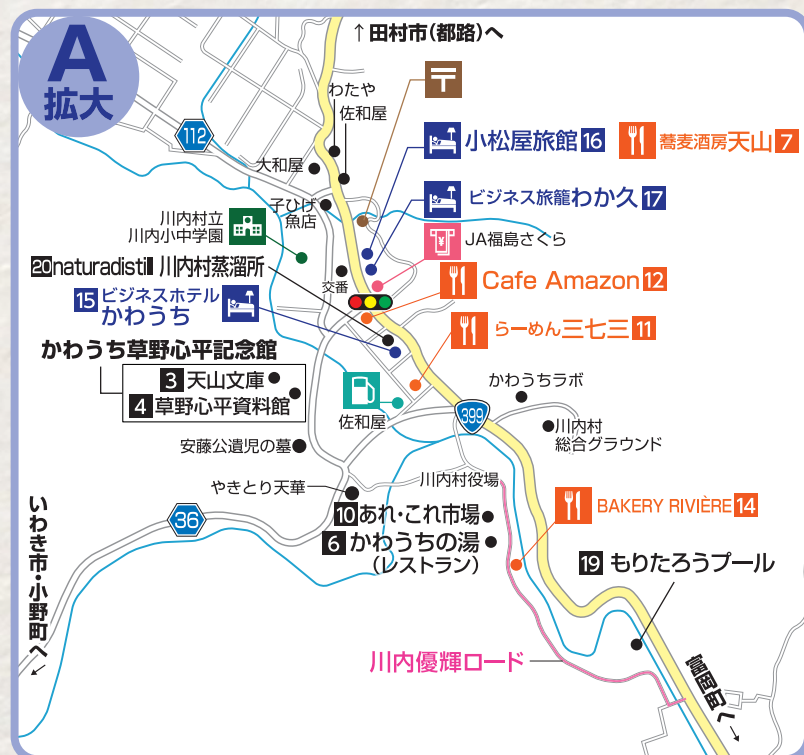 A
拡大
↑田村市(都路)へ
わたや
佐和屋
〒
112
小松屋旅館 16
蕎麦酒房天山 7
大和屋
子ひげ
魚店
ビジネス旅籠わか久 17
川内村立
川内小中学園
JA福島さくら
20 naturadistill 川内村蒸溜所
交番
Cafe Amazon 12
15 ビジネスホテル
かわうち
らーめん三七三 11
かわうち草野心平記念館
3 天山文庫
4 草野心平資料館
かわうちラボ
佐和屋
399
川内村
総合グラウンド
安藤公遺児の墓
川内村役場
やきとり天華
BAKERY RIVIÈRE 14
10 あれ・これ市場
36
6 かわうちの湯
(レストラン)
19 もりたろうプール
いわき市・小野町へ
川内優輝ロード
富岡町へ